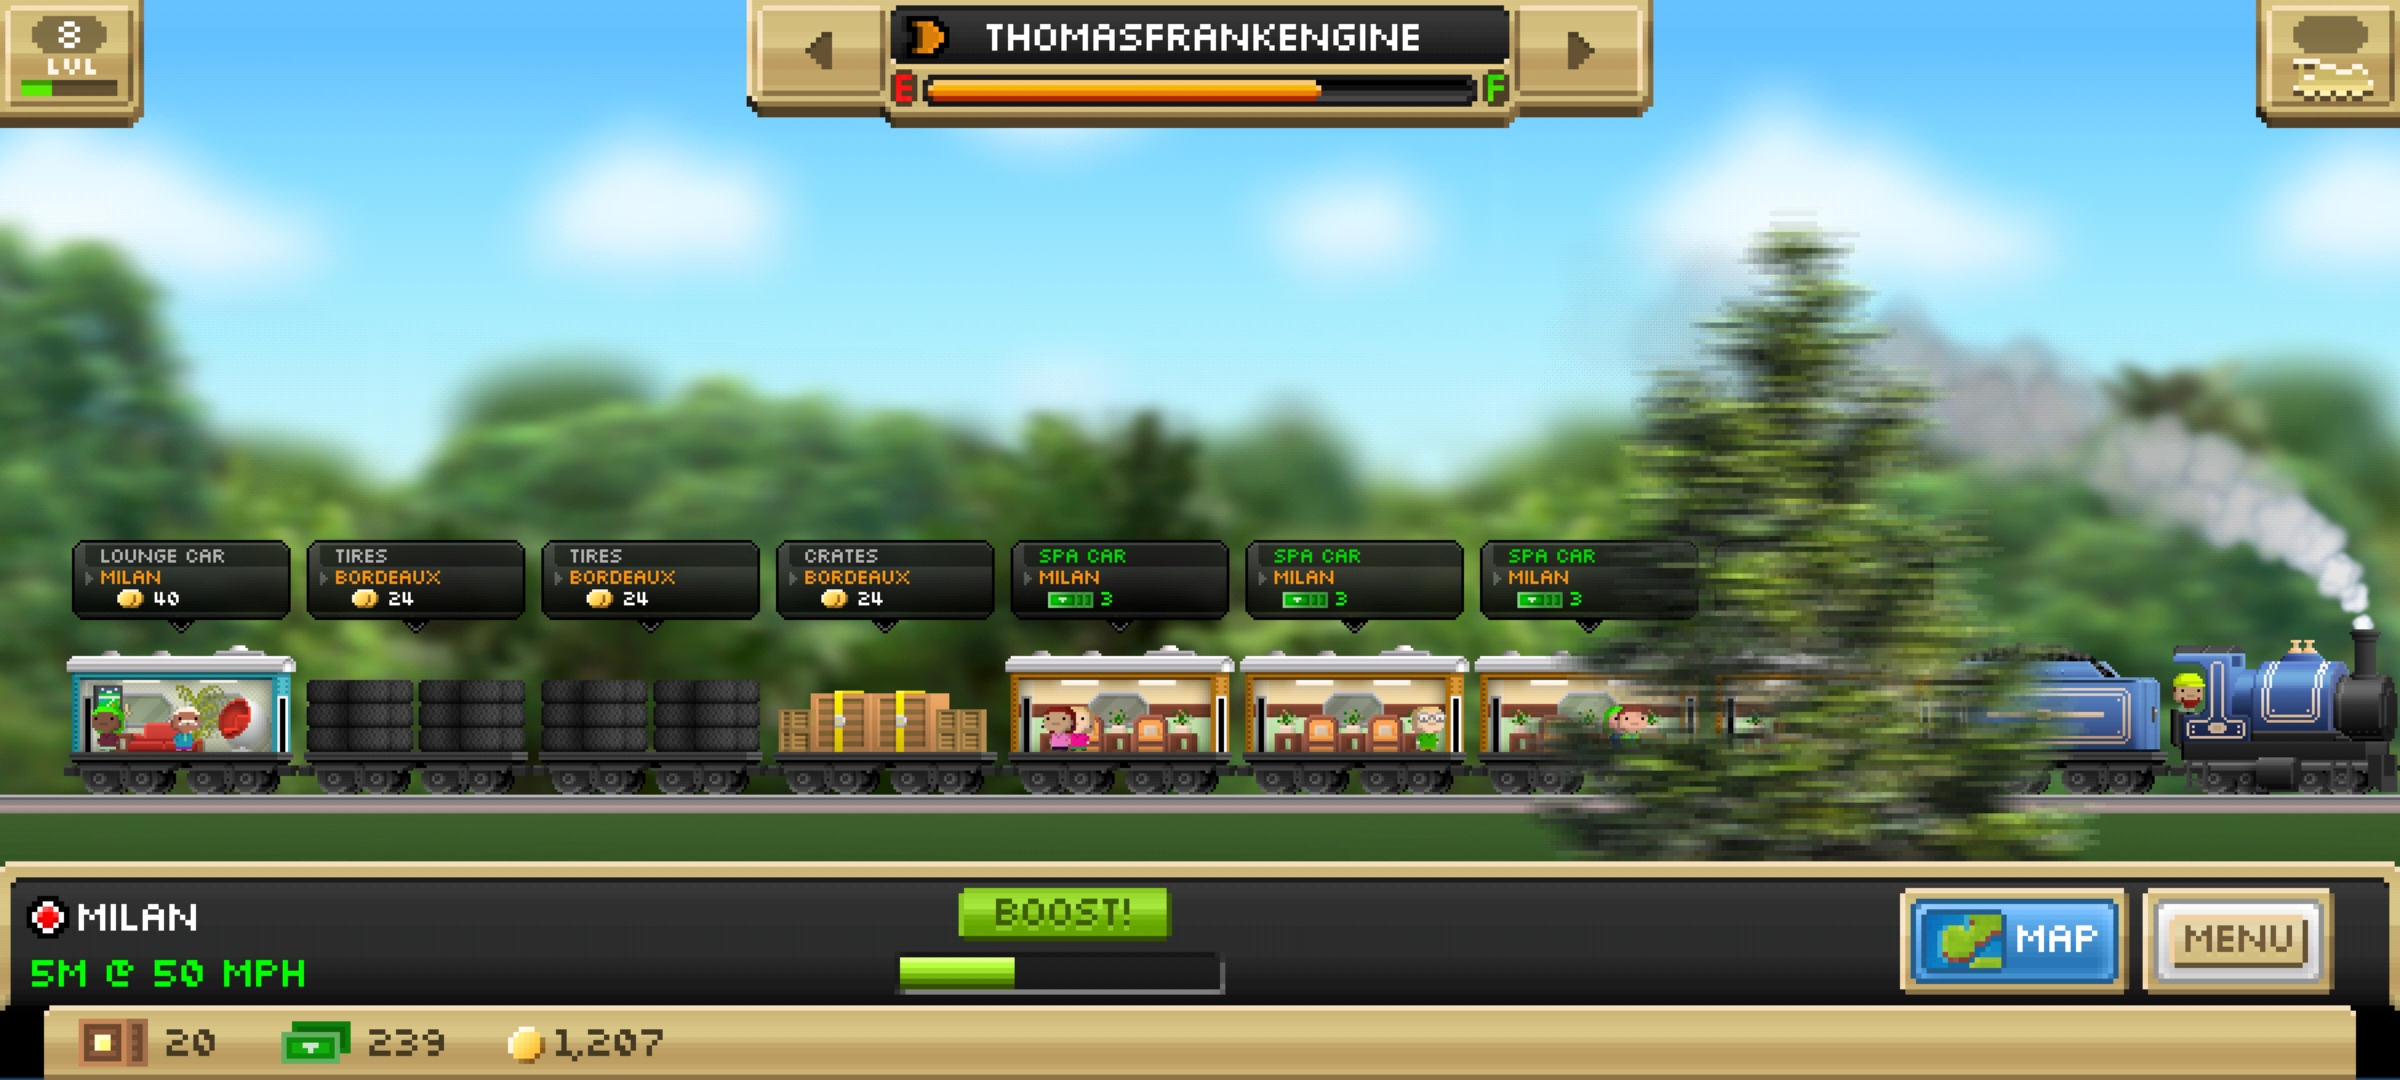 8
LVL
THOMASFRANKENGINE
E F
LOUNGE CAR
MILAN
40
TIRES
BORDEAUX
24
TIRES
BORDEAUX
24
CRATES
BORDEAUX
24
SPA CAR
MILAN
3
SPA CAR
MILAN
3
SPA CAR
MILAN
3
MILAN
5M @ 50 MPH
BOOST!
MAP
MENU
20
239
1,207